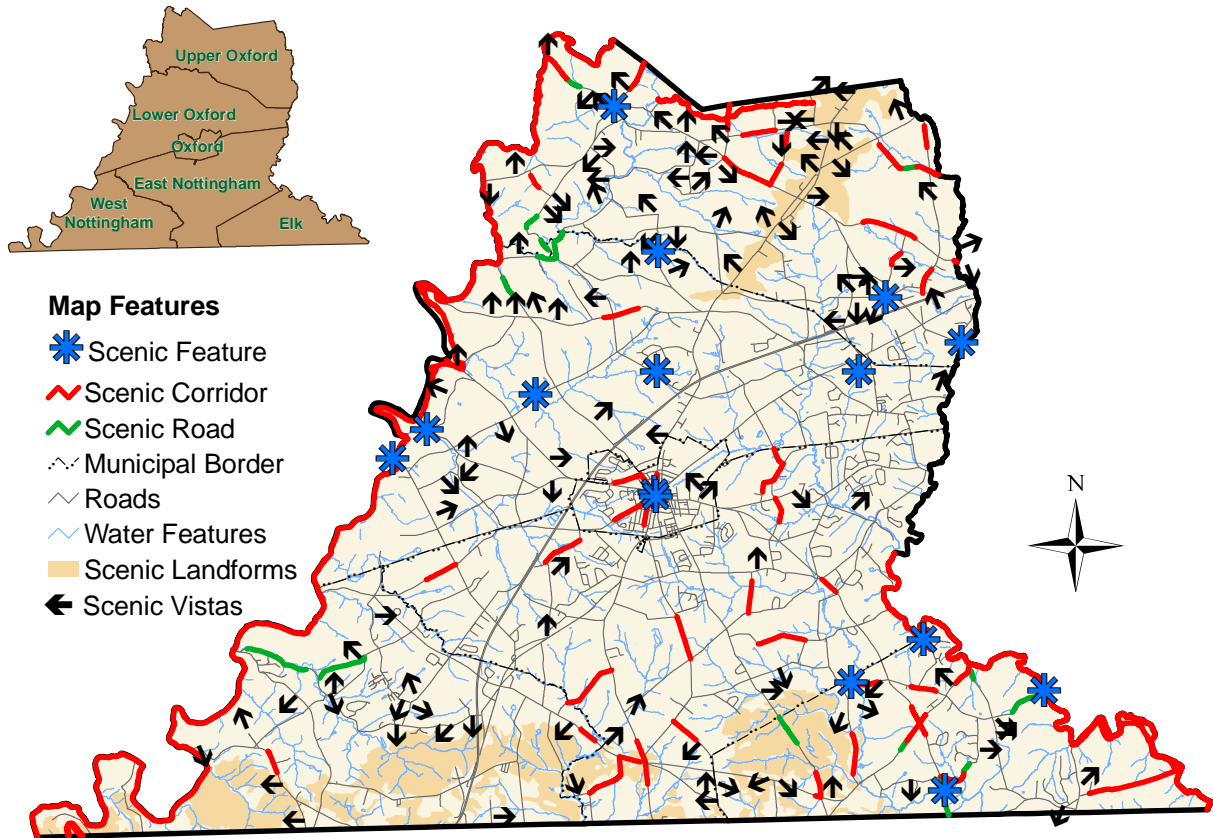 Upper Oxford
Lower Oxford
Oxford
East Nottingham
West
Nottingham
Elk
Map Features
Scenic Feature
Scenic Corridor
Scenic Road
Municipal Border
Roads
Water Features
Scenic Landforms
Scenic Vistas
N